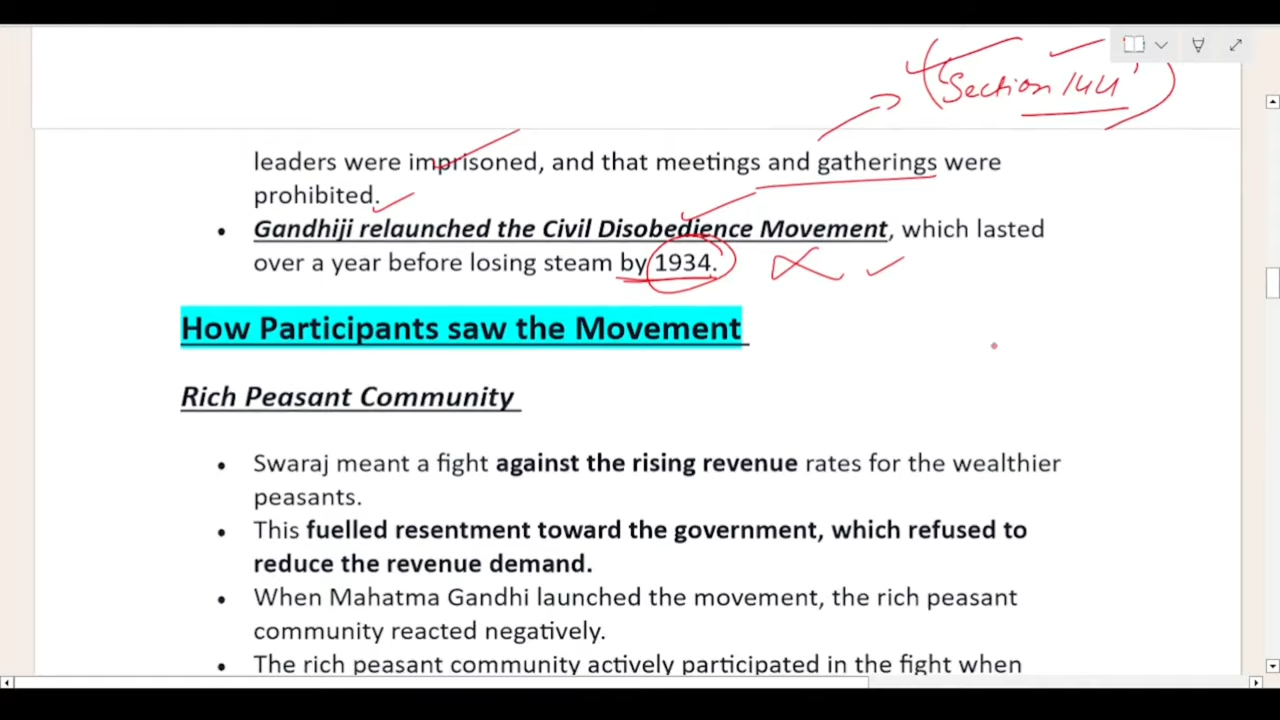 (Section 144)
leaders were imprisoned, and that meetings and gatherings were
prohibited.
• Gandhiji relaunched the Civil Disobedience Movement, which lasted
over a year before losing steam by 1934.
How Participants saw the Movement
Rich Peasant Community
• Swaraj meant a fight against the rising revenue rates for the wealthier
peasants.
• This fuelled resentment toward the government, which refused to
reduce the revenue demand.
• When Mahatma Gandhi launched the movement, the rich peasant
community reacted negatively.
• The rich peasant community actively participated in the fight when